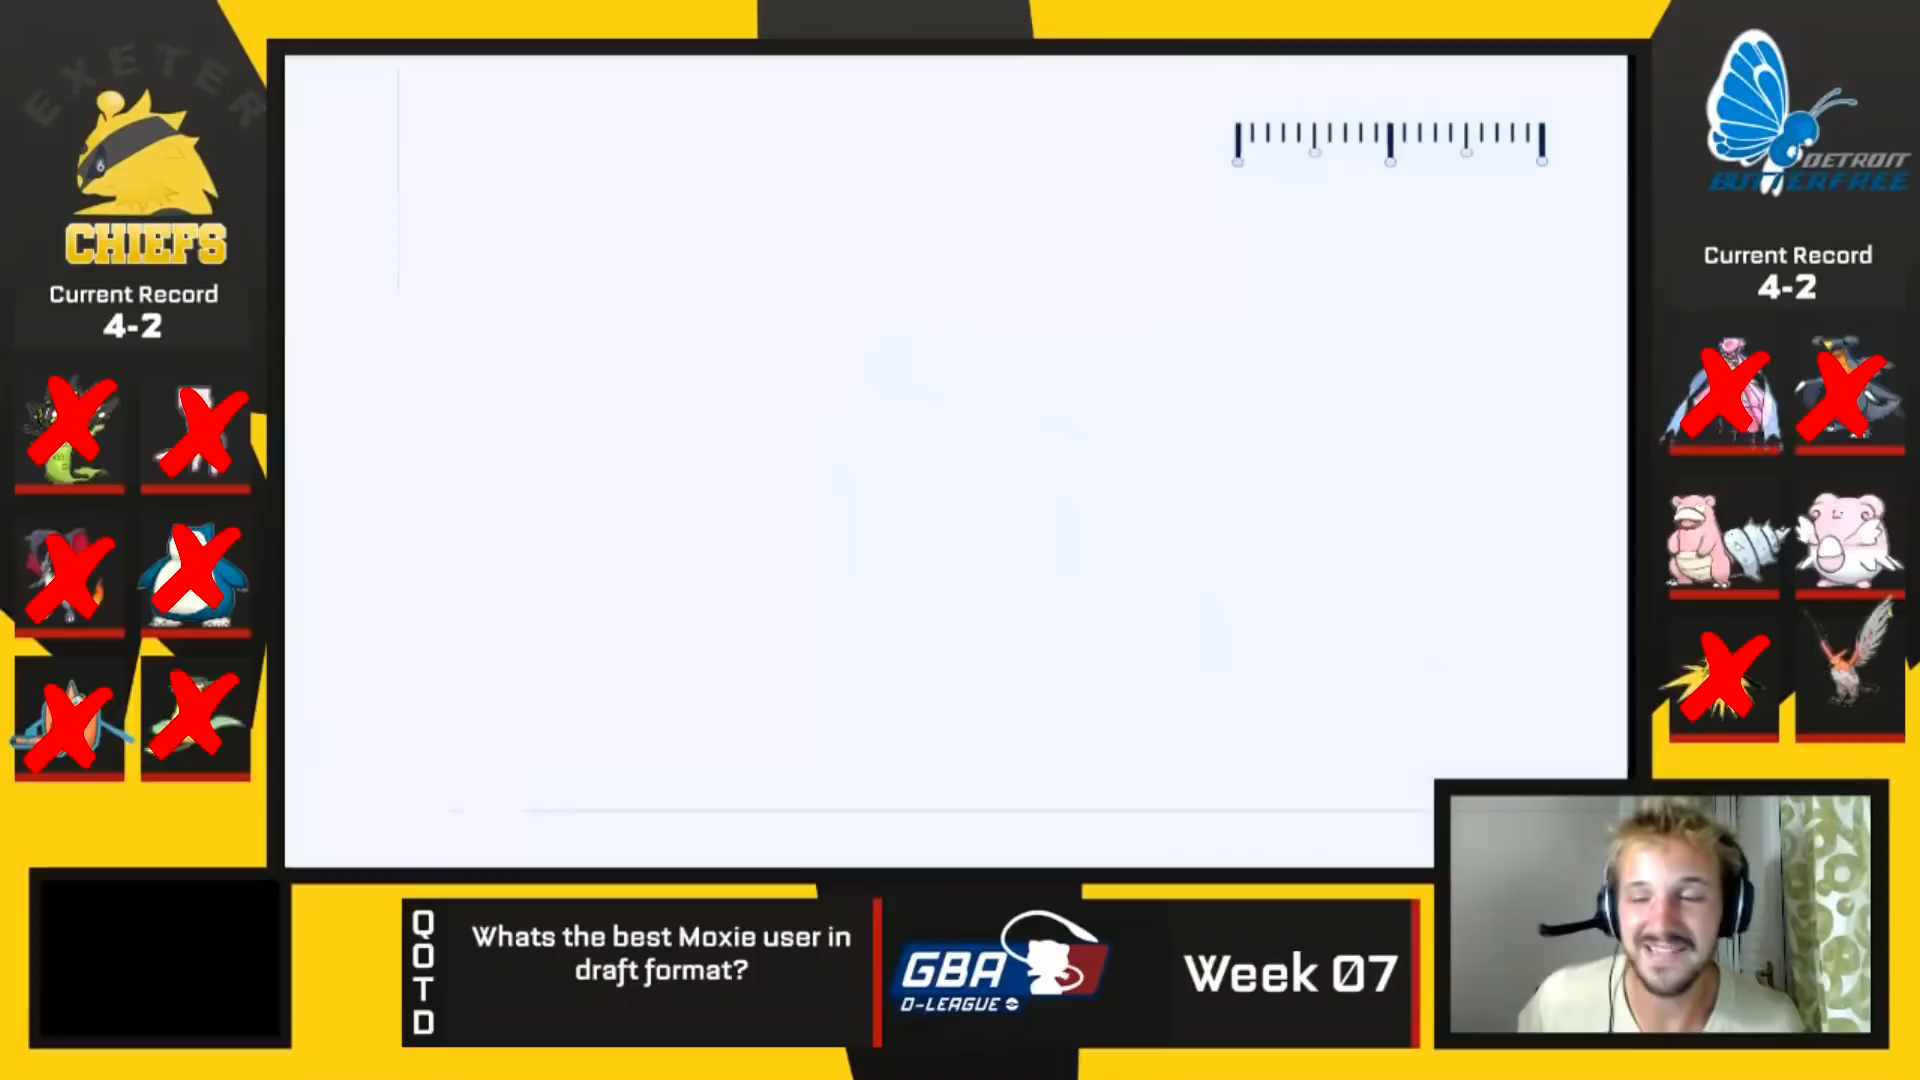 EXETER
CHIEFS
Current Record
4-2
DETROIT
BUTTERFREE
Current Record
4-2
QOTD
Whats the best Moxie user in
draft format?
GBA
D-LEAGUE
Week 07